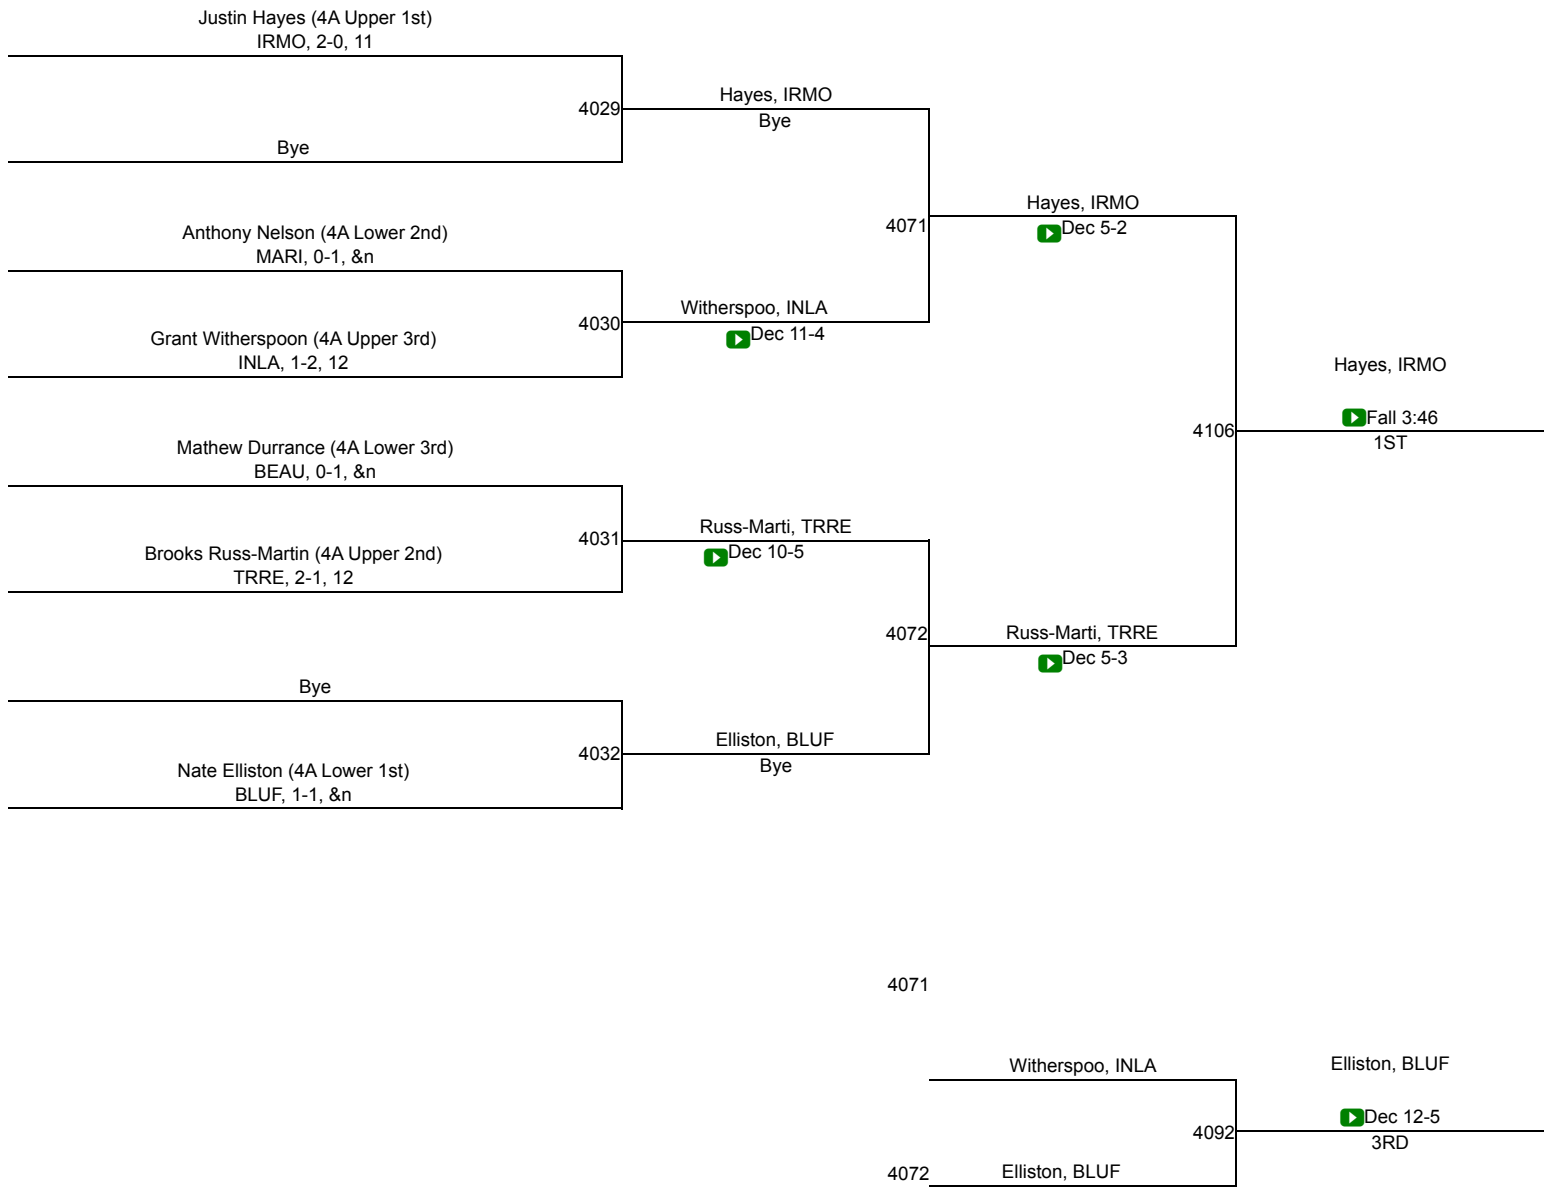 Justin Hayes (4A Upper 1st)
IRMO, 2-0, 11
4029
Hayes, IRMO
Bye
Bye
Anthony Nelson (4A Lower 2nd)
MARI, 0-1, &n
4030
Witherspoo, INLA
Dec 11-4
Grant Witherspoon (4A Upper 3rd)
INLA, 1-2, 12
4071
Hayes, IRMO
Dec 5-2
Mathew Durrance (4A Lower 3rd)
BEAU, 0-1, &n
4031
Russ-Marti, TRRE
Dec 10-5
Brooks Russ-Martin (4A Upper 2nd)
TRRE, 2-1, 12
4072
Russ-Marti, TRRE
Dec 5-3
Bye
4032
Elliston, BLUF
Bye
Nate Elliston (4A Lower 1st)
BLUF, 1-1, &n
4106
Hayes, IRMO
Fall 3:46
1ST
4071
Witherspoo, INLA
4092
Elliston, BLUF
Dec 12-5
3RD
4072
Elliston, BLUF